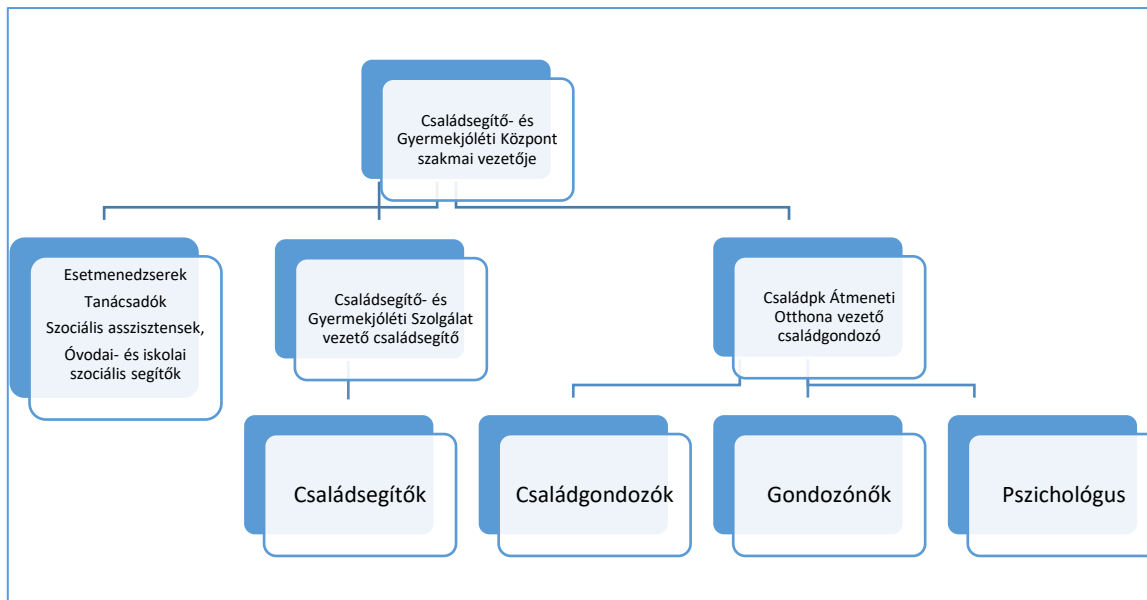 Családsegítő- és
Gyermekjóléti Központ
szakmai vezetője
Esetmenedzserek
Tanácsadók
Szociális asszisztensek,
Óvodai- és iskolai
szociális segítők
Családsegítő- és
Gyermekjóléti Szolgálat
vezető családsegítő
Családpk Átmeneti
Otthona vezető
családgondozó
Családsegítők
Családgondozók
Gondozónők
Pszichológus